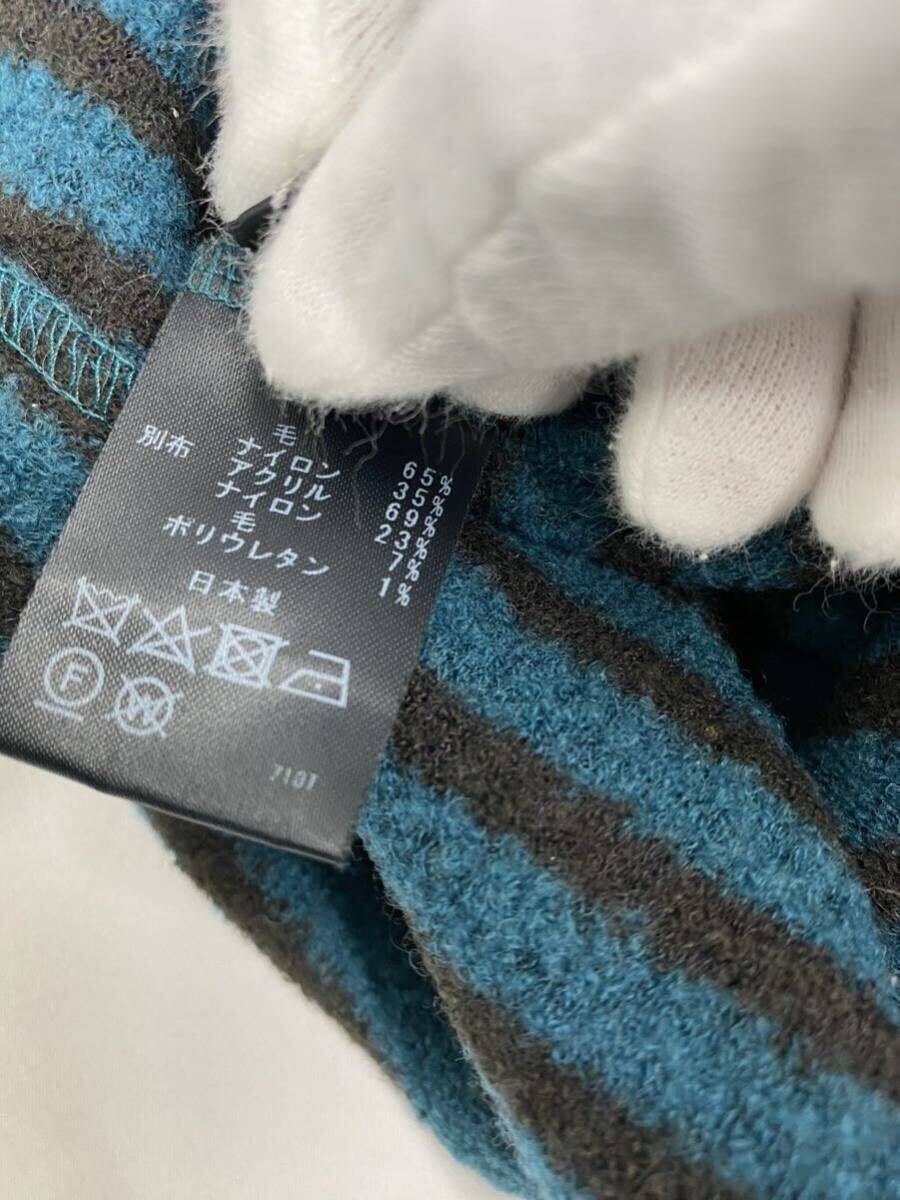 毛 65%
ナイロン 35%
別布 アクリル 69%
ナイロン 23%
毛 7%
ポリウレタン 1%
日本製
F W
710T